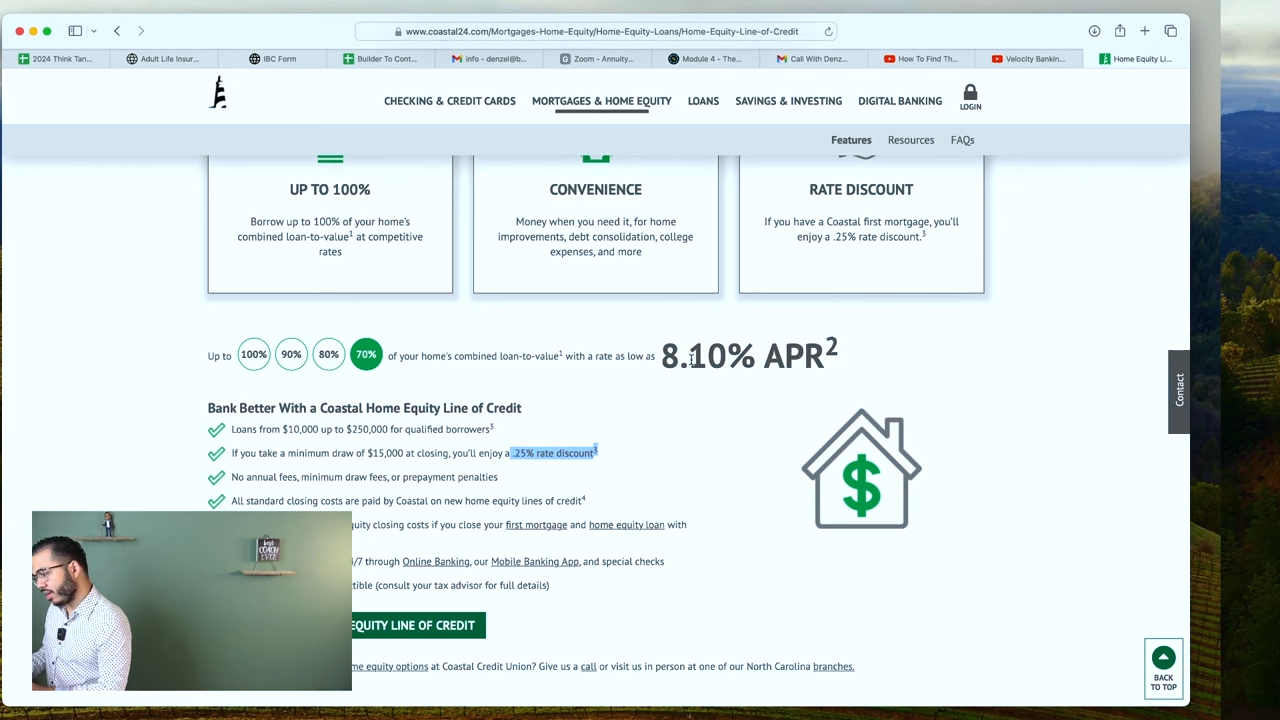 www.coastal24.com/Mortgages-Home-Equity/Home-Equity-Loans/Home-Equity-Line-of-Credit
2024 Think Tan...
Adult Life Insur...
IBC Form
Builder To Cont...
info - denzel@b...
Zoom - Annuity...
Module 4 - The...
Call With Denz...
How To Find Th...
Velocity Bankin...
Home Equity Li...
CHECKING & CREDIT CARDS
MORTGAGES & HOME EQUITY
LOANS
SAVINGS & INVESTING
DIGITAL BANKING
LOGIN
Features
Resources
FAQs
UP TO 100%
Borrow up to 100% of your home's
combined loan-to-value1 at competitive
rates
CONVENIENCE
Money when you need it, for home
improvements, debt consolidation, college
expenses, and more
RATE DISCOUNT
If you have a Coastal first mortgage, you'll
enjoy a .25% rate discount.3
Up to 100% 90% 80% 70% of your home's combined loan-to-value1 with a rate as low as 8.10% APR2
Contact
Bank Better With a Coastal Home Equity Line of Credit
Loans from $10,000 up to $250,000 for qualified borrowers3
If you take a minimum draw of $15,000 at closing, you'll enjoy a .25% rate discount3
No annual fees, minimum draw fees, or prepayment penalties
All standard closing costs are paid by Coastal on new home equity lines of credit4
quity closing costs if you close your first mortgage and home equity loan with
4/7 through Online Banking, our Mobile Banking App, and special checks
tible (consult your tax advisor for full details)
EQUITY LINE OF CREDIT
me equity options at Coastal Credit Union? Give us a call or visit us in person at one of our North Carolina branches.
BACK
TO TOP
best
COACH
EVER
$